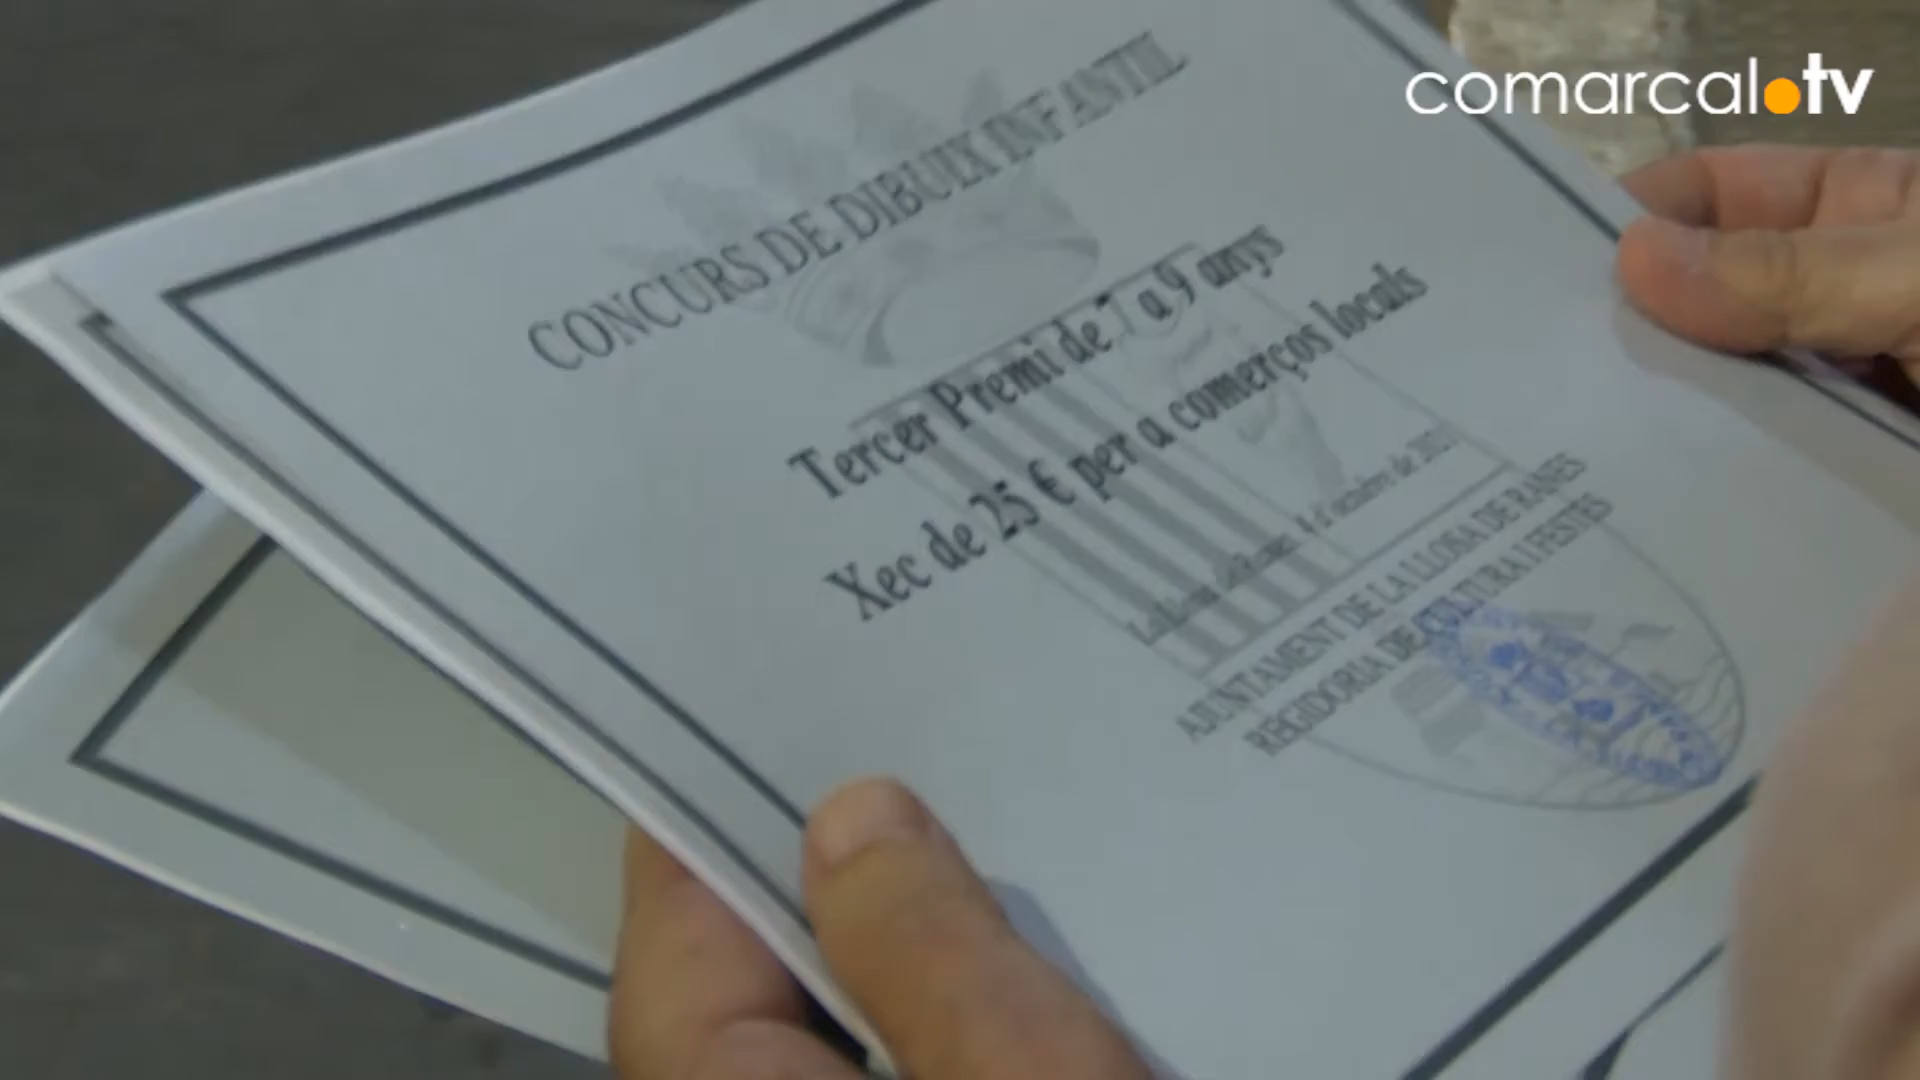 comarcal.tv
CONCURS DE DIBUIX INFANTIL
Tercer Premi de 7 a 9 anys
Xec de 25 € per a comerços locals
AJUNTAMENT DE LA LLOSA DE RANES
REGIDORIA DE CULTURA I FESTES